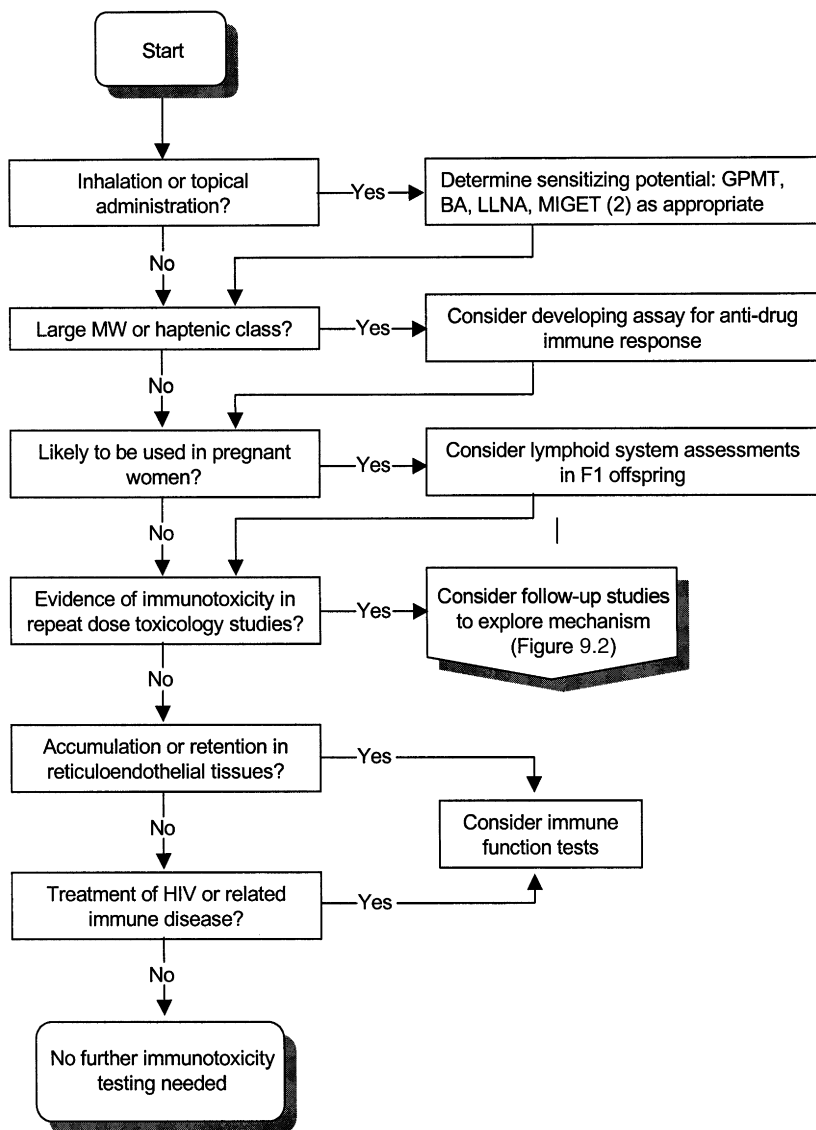 Start
Inhalation or topical
administration?
Yes
Determine sensitizing potential: GPMT,
BA, LLNA, MIGET (2) as appropriate
No
Large MW or haptenic class?
Yes
Consider developing assay for anti-drug
immune response
No
Likely to be used in pregnant
women?
Yes
Consider lymphoid system assessments
in F1 offspring
No
Evidence of immunotoxicity in
repeat dose toxicology studies?
Yes
Consider follow-up studies
to explore mechanism
(Figure 9.2)
No
Accumulation or retention in
reticuloendothelial tissues?
Yes
Consider immune
function tests
No
Treatment of HIV or related
immune disease?
Yes
No
No further immunotoxicity
testing needed